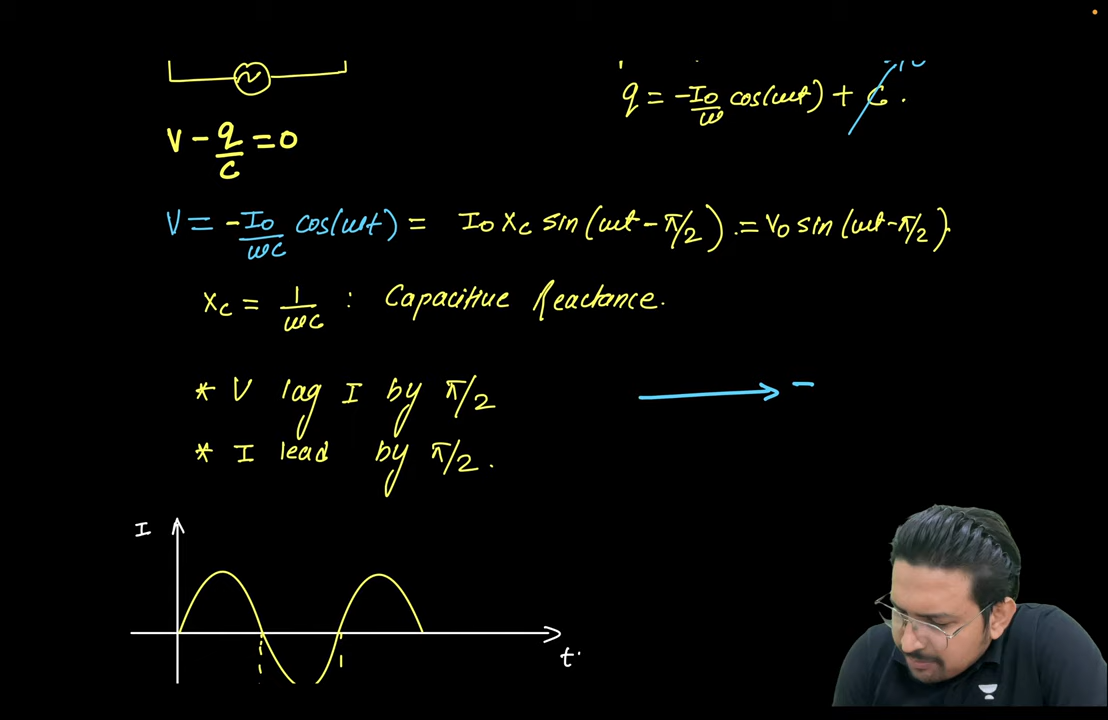 q = -I₀/ω cos(ωt) + C .
V - q/C = 0
V = -I₀/ωC cos(ωt) = I₀ X_C sin(ωt - π/2) . = V₀ sin(ωt - π/2).
X_C = 1/ωC : Capacitive Reactance.
* V lag I by π/2
* I lead by π/2 .
I
t.